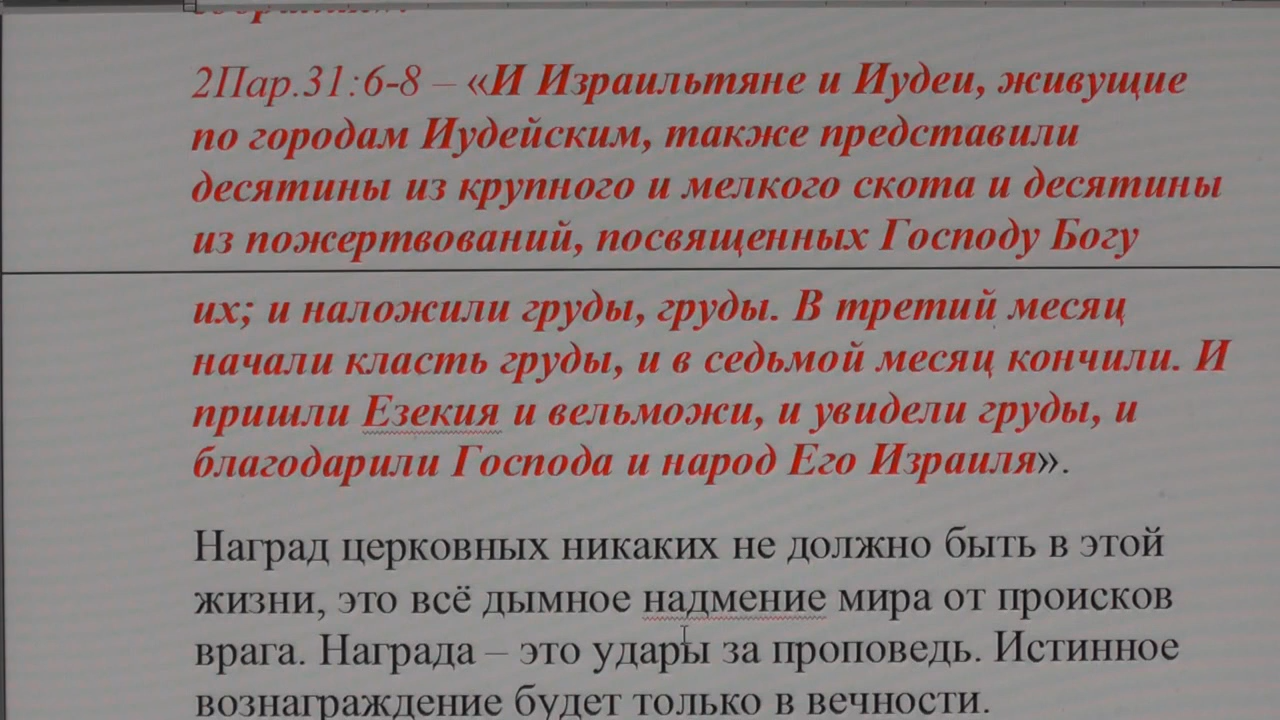 2Пар.31:6-8 – «И Израильтяне и Иудеи, живущие
по городам Иудейским, также представили
десятины из крупного и мелкого скота и десятины
из пожертвований, посвященных Господу Богу
их; и наложили груды, груды. В третий месяц
начали класть груды, и в седьмой месяц кончили. И
пришли Езекия и вельможи, и увидели груды, и
благодарили Господа и народ Его Израиля».
Наград церковных никаких не должно быть в этой
жизни, это всё дымное надмение мира от происков
врага. Награда – это удары за проповедь. Истинное
вознаграждение будет только в вечности.